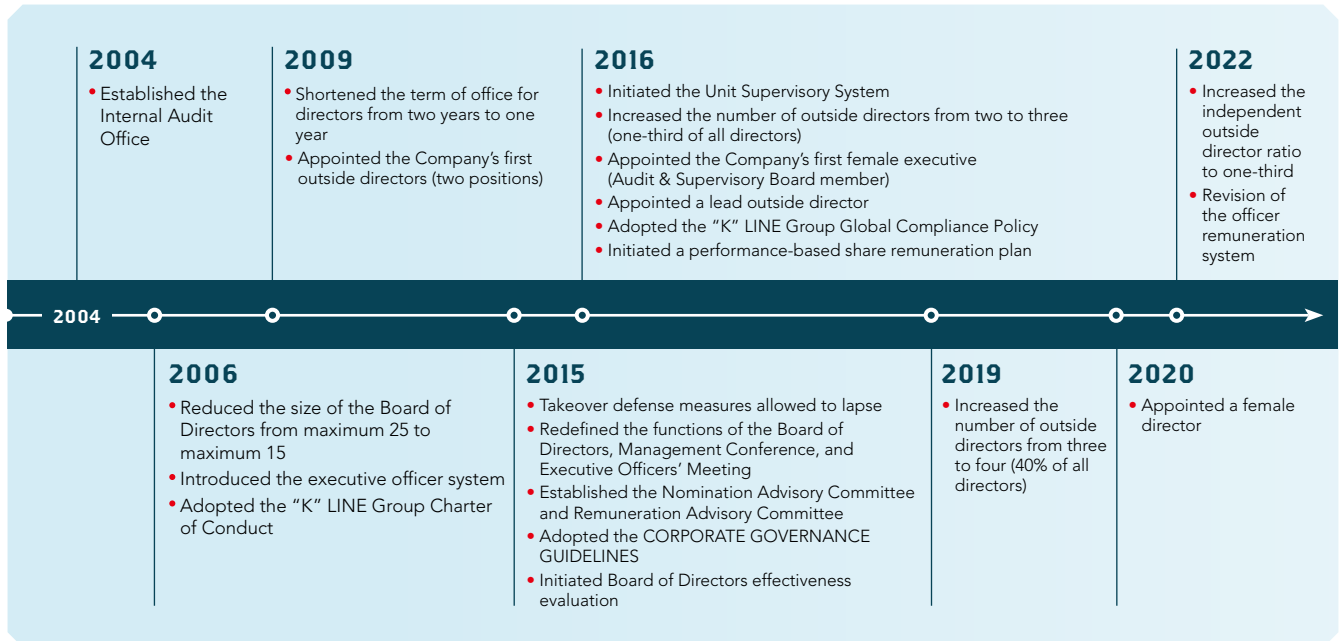 2004
• Established the
Internal Audit
Office
2009
• Shortened the term of office for
directors from two years to one
year
• Appointed the Company’s first
outside directors (two positions)
2016
• Initiated the Unit Supervisory System
• Increased the number of outside directors from two to three
(one-third of all directors)
• Appointed the Company’s first female executive
(Audit & Supervisory Board member)
• Appointed a lead outside director
• Adopted the “K” LINE Group Global Compliance Policy
• Initiated a performance-based share remuneration plan
2022
• Increased the
independent
outside
director ratio
to one-third
• Revision of
the officer
remuneration
system
2004
2006
• Reduced the size of the Board of
Directors from maximum 25 to
maximum 15
• Introduced the executive officer system
• Adopted the “K” LINE Group Charter
of Conduct
2015
• Takeover defense measures allowed to lapse
• Redefined the functions of the Board of
Directors, Management Conference, and
Executive Officers’ Meeting
• Established the Nomination Advisory Committee
and Remuneration Advisory Committee
• Adopted the CORPORATE GOVERNANCE
GUIDELINES
• Initiated Board of Directors effectiveness
evaluation
2019
• Increased the
number of outside
directors from three
to four (40% of all
directors)
2020
• Appointed a female
director